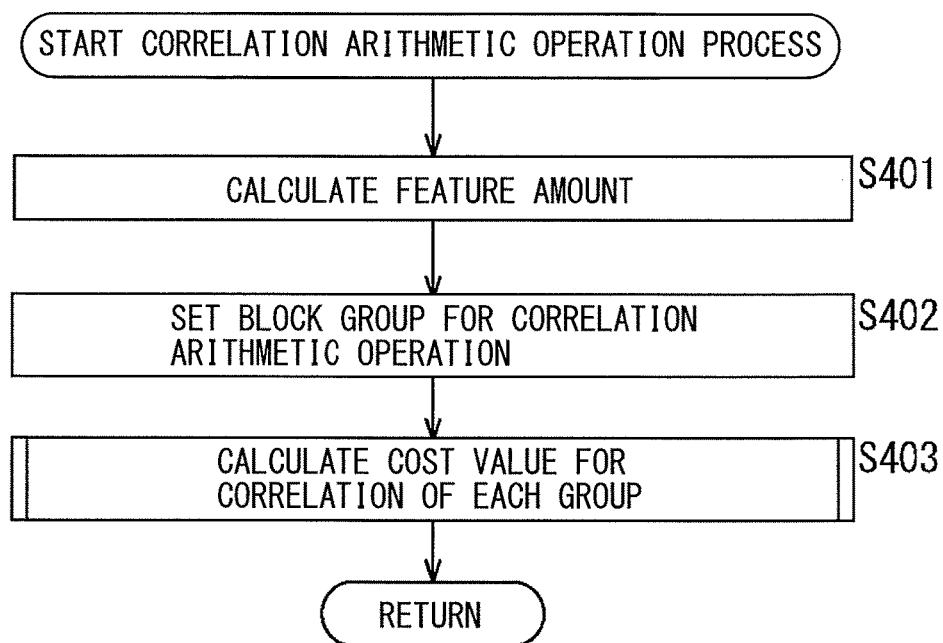 START CORRELATION ARITHMETIC OPERATION PROCESS
CALCULATE FEATURE AMOUNT
S401
SET BLOCK GROUP FOR CORRELATION
ARITHMETIC OPERATION
S402
CALCULATE COST VALUE FOR
CORRELATION OF EACH GROUP
S403
RETURN